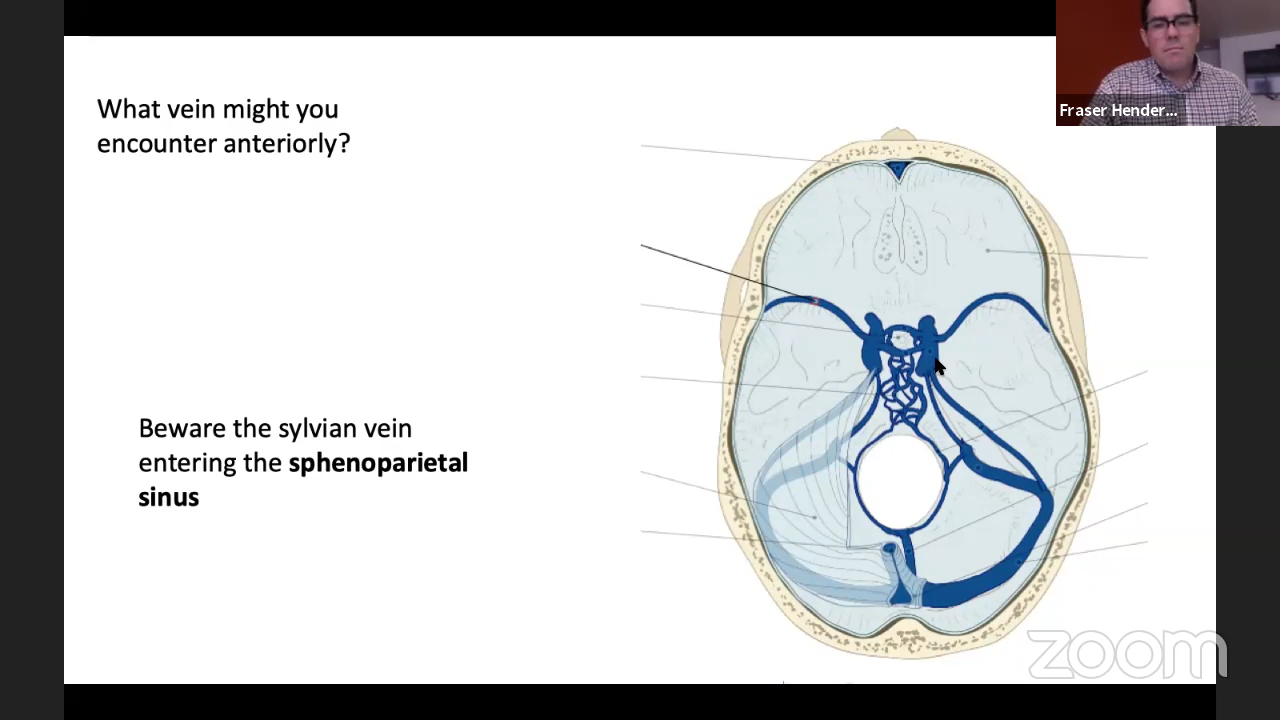 What vein might you
encounter anteriorly?
Beware the sylvian vein
entering the sphenoparietal
sinus
Fraser Hender...
zoom